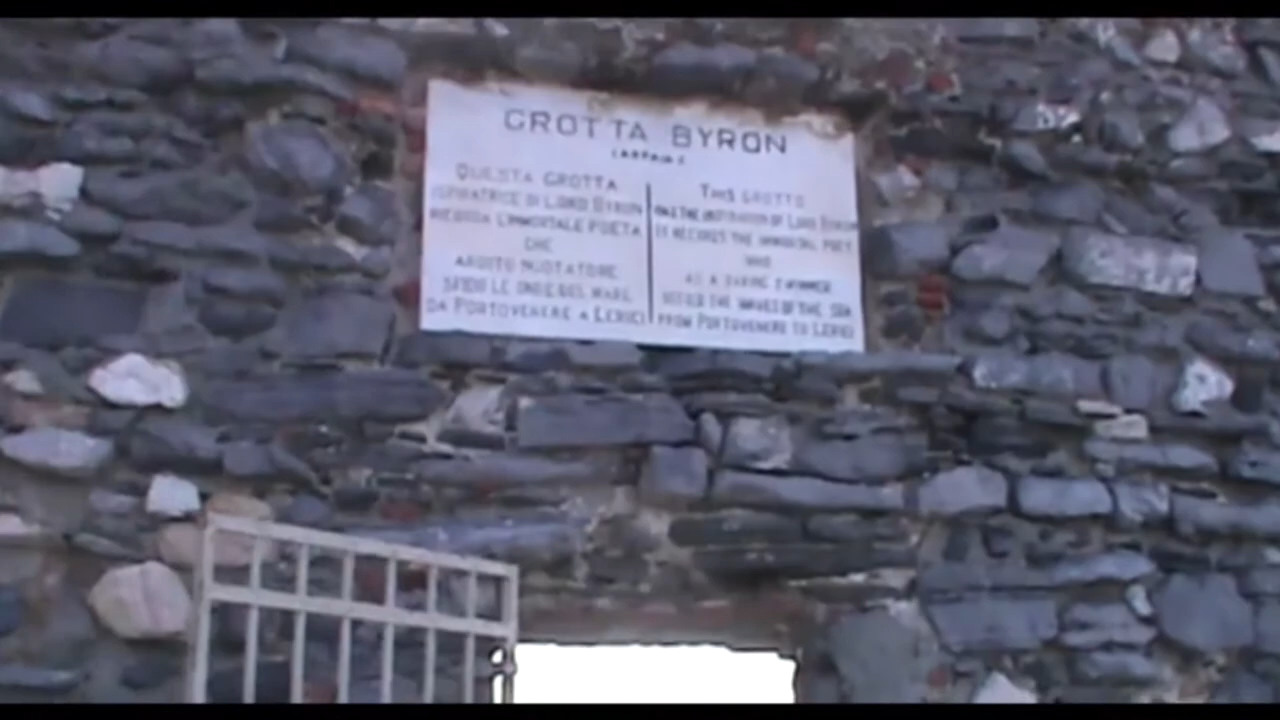 GROTTA BYRON
QUESTA GROTTA
ISPIRATRICE DI LORD BYRON
RICORDA L'IMMORTALE POETA
CHE
ARDITO NUOTATORE
SFIDO LE ONDE DEL MARE
DA PORTOVENERE A LERICI
THIS GROTTO
WAS THE INSPIRATION OF LORD BYRON
IT RECORDS THE IMMORTAL POET
WHO
AS A DARING SWIMMER
THE WAVES OF THE SEA
FROM PORTOVENERE TO LERICI